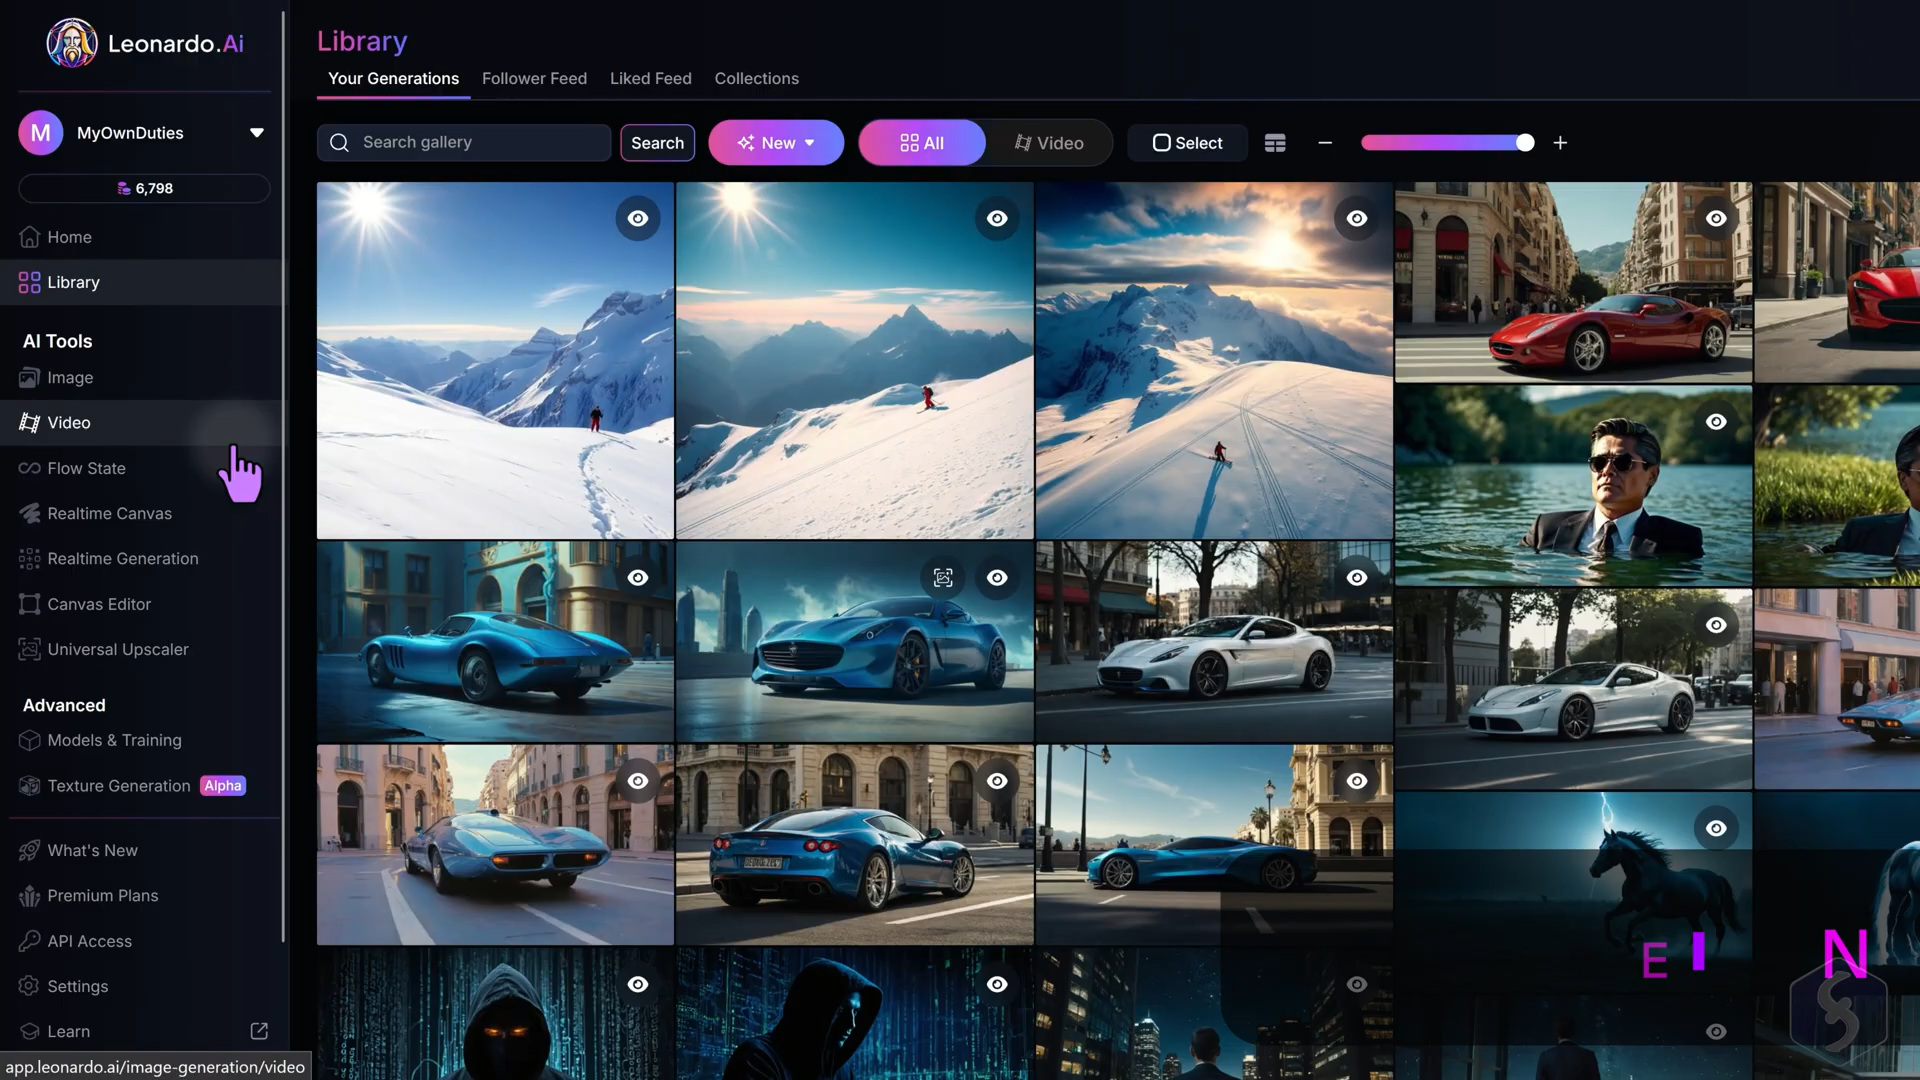 Leonardo.Ai
MyOwnDuties
6,798
Home
Library
AI Tools
Image
Video
Flow State
Realtime Canvas
Realtime Generation
Canvas Editor
Universal Upscaler
Advanced
Models & Training
Texture Generation Alpha
What's New
Premium Plans
API Access
Settings
Learn
app.leonardo.ai/image-generation/video
Library
Your Generations Follower Feed Liked Feed Collections
Search gallery Search New All Video Select
E I N